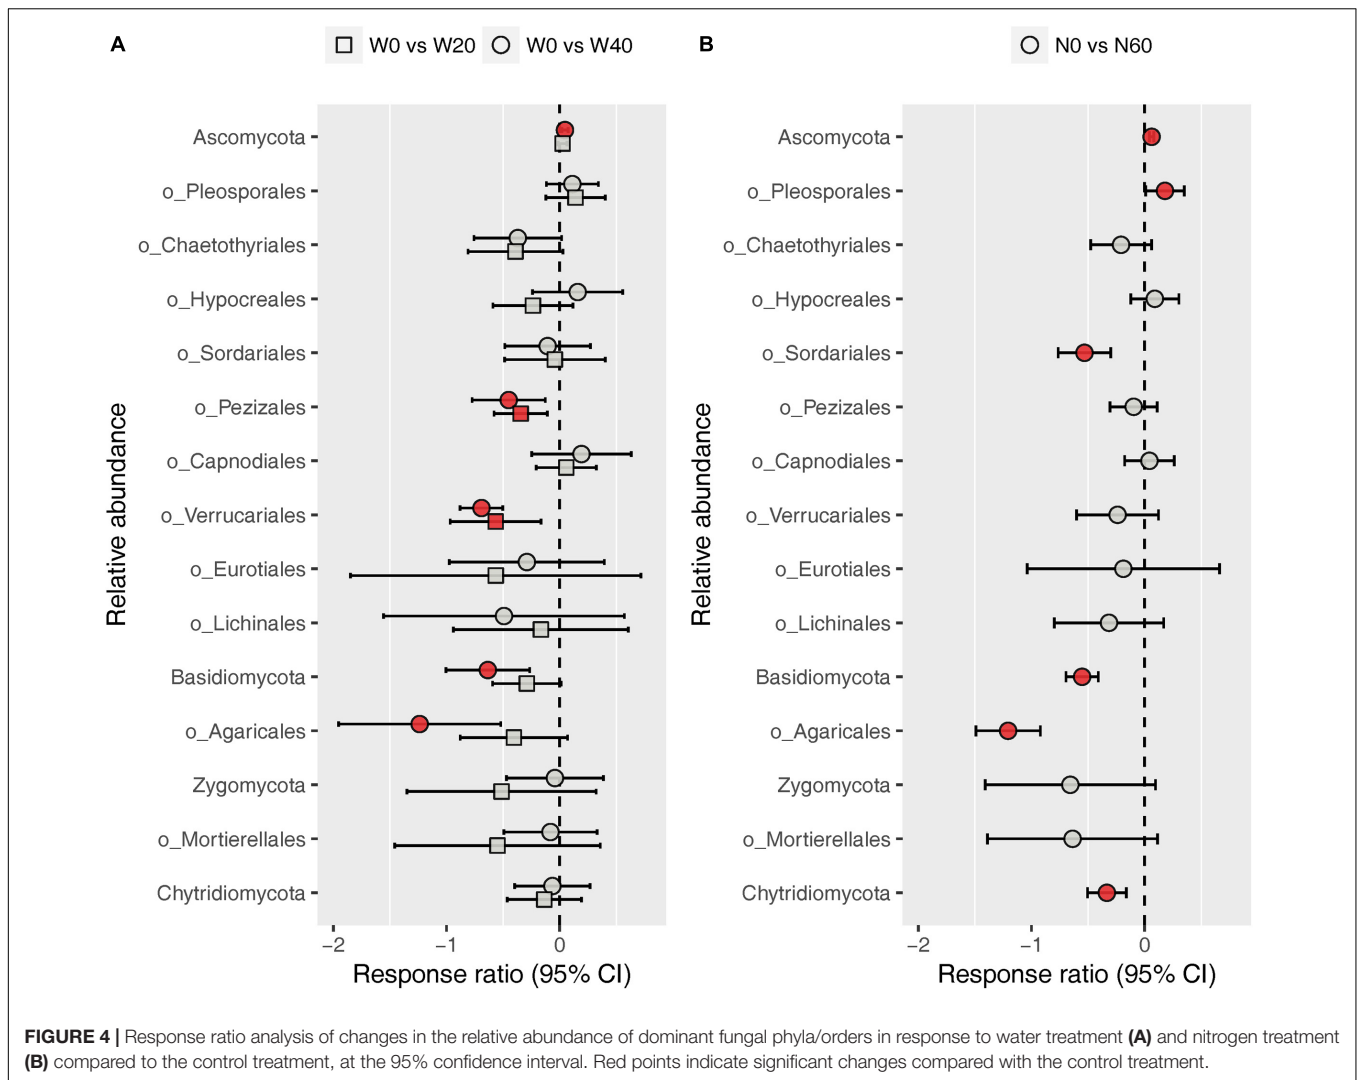 A
W0 vs W20
W0 vs W40
Relative abundance
Ascomycota
o_Pleosporales
o_Chaetothyriales
o_Hypocreales
o_Sordariales
o_Pezizales
o_Capnodiales
o_Verrucariales
o_Eurotiales
o_Lichinales
Basidiomycota
o_Agaricales
Zygomycota
o_Mortierellales
Chytridiomycota
−2 −1 0
Response ratio (95% CI)
B
N0 vs N60
Relative abundance
Ascomycota
o_Pleosporales
o_Chaetothyriales
o_Hypocreales
o_Sordariales
o_Pezizales
o_Capnodiales
o_Verrucariales
o_Eurotiales
o_Lichinales
Basidiomycota
o_Agaricales
Zygomycota
o_Mortierellales
Chytridiomycota
−2 −1 0
Response ratio (95% CI)
FIGURE 4 | Response ratio analysis of changes in the relative abundance of dominant fungal phyla/orders in response to water treatment (A) and nitrogen treatment
(B) compared to the control treatment, at the 95% confidence interval. Red points indicate significant changes compared with the control treatment.